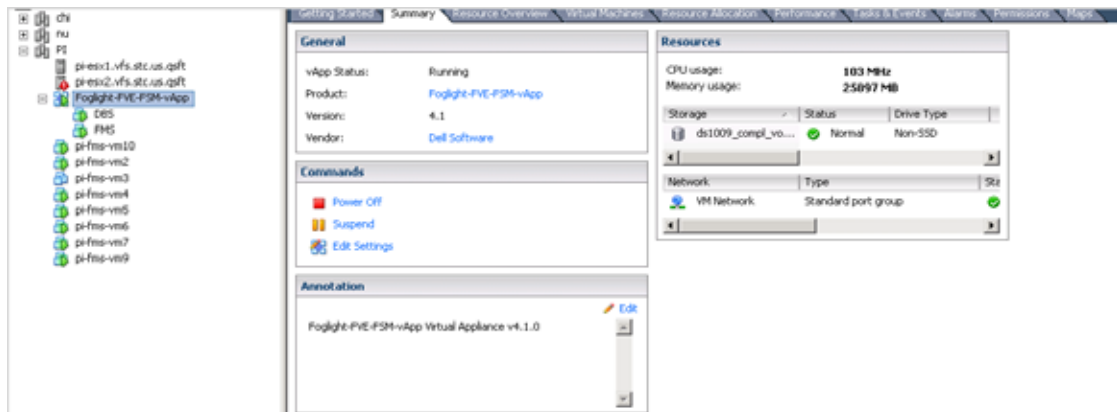 chi
nu
PI
pi-esx1.vfs.stc.us.qsft
pi-esx2.vfs.stc.us.qsft
Foglight-FVE-FSM-vApp
DBS
FMS
pi-fms-vm10
pi-fms-vm2
pi-fms-vm3
pi-fms-vm4
pi-fms-vm5
pi-fms-vm6
pi-fms-vm7
pi-fms-vm9
Getting Started Summary Resource Overview Virtual Machines Resource Allocation Performance Tasks & Events Alarms Permissions Maps
General
vApp Status: Running
Product: Foglight-FVE-FSM-vApp
Version: 4.1
Vendor: Dell Software
Commands
Power Off
Suspend
Edit Settings
Annotation
Edit
Foglight-FVE-FSM-vApp Virtual Appliance v4.1.0
Resources
CPU usage: 103 MHz
Memory usage: 25897 MB
Storage Status Drive Type
ds1009_compl_vo... Normal Non-SSD
Network Type Sta
VM Network Standard port group